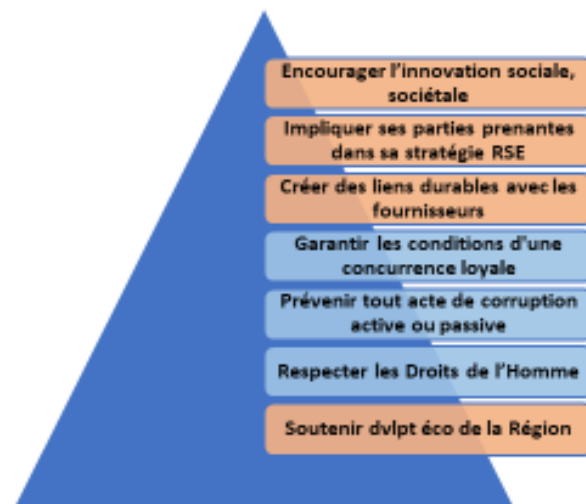 Encourager l'innovation sociale,
sociétale
Impliquer ses parties prenantes
dans sa stratégie RSE
Créer des liens durables avec les
fournisseurs
Garantir les conditions d'une
concurrence loyale
Prévenir tout acte de corruption
active ou passive
Respecter les Droits de l'Homme
Soutenir dvlpt éco de la Région